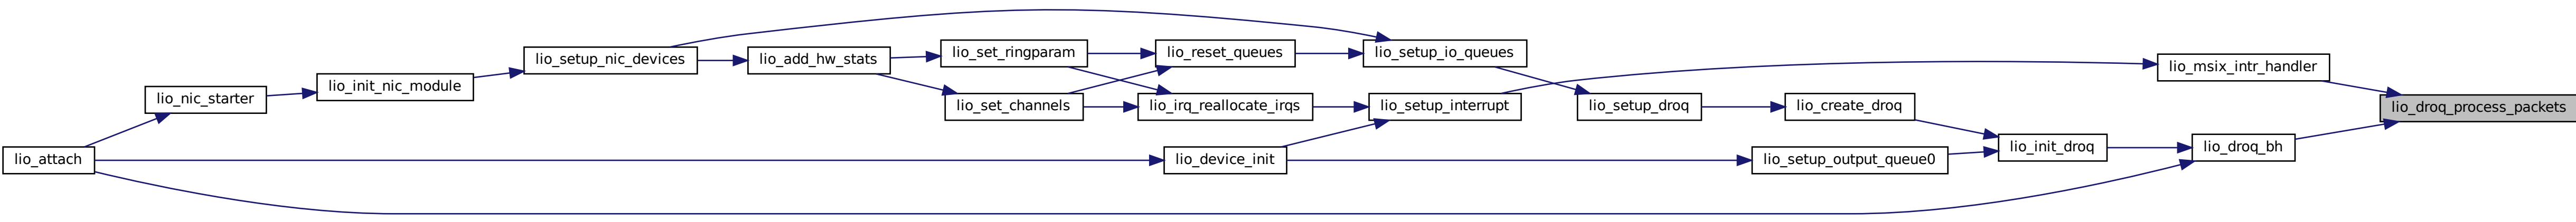 lio_attach
lio_nic_starter
lio_init_nic_module
lio_setup_nic_devices
lio_add_hw_stats
lio_set_ringparam
lio_set_channels
lio_reset_queues
lio_irq_reallocate_irqs
lio_device_init
lio_setup_io_queues
lio_setup_interrupt
lio_setup_droq
lio_setup_output_queue0
lio_create_droq
lio_init_droq
lio_msix_intr_handler
lio_droq_bh
lio_droq_process_packets